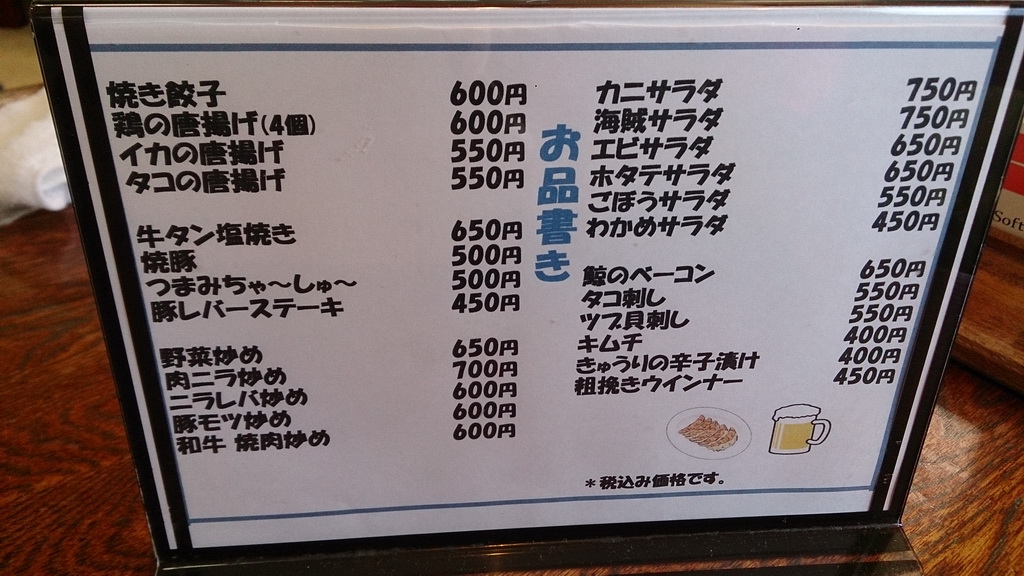 焼き餃子 600円
鶏の唐揚げ(4個) 600円
イカの唐揚げ 550円
タコの唐揚げ 550円
牛タン塩焼き 650円
焼豚 500円
つまみちゃ～しゅ～ 500円
豚レバーステーキ 450円
野菜炒め 650円
肉ニラ炒め 700円
ニラレバ炒め 600円
豚モツ炒め 600円
和牛 焼肉炒め 600円
お品書き
カニサラダ 750円
海賊サラダ 750円
エビサラダ 650円
ホタテサラダ 650円
ごぼうサラダ 550円
わかめサラダ 450円
鯨のベーコン 650円
タコ刺し 550円
ツブ貝刺し 550円
キムチ 400円
きゅうりの辛子漬け 400円
粗挽きウインナー 450円
＊税込み価格です。
Soft